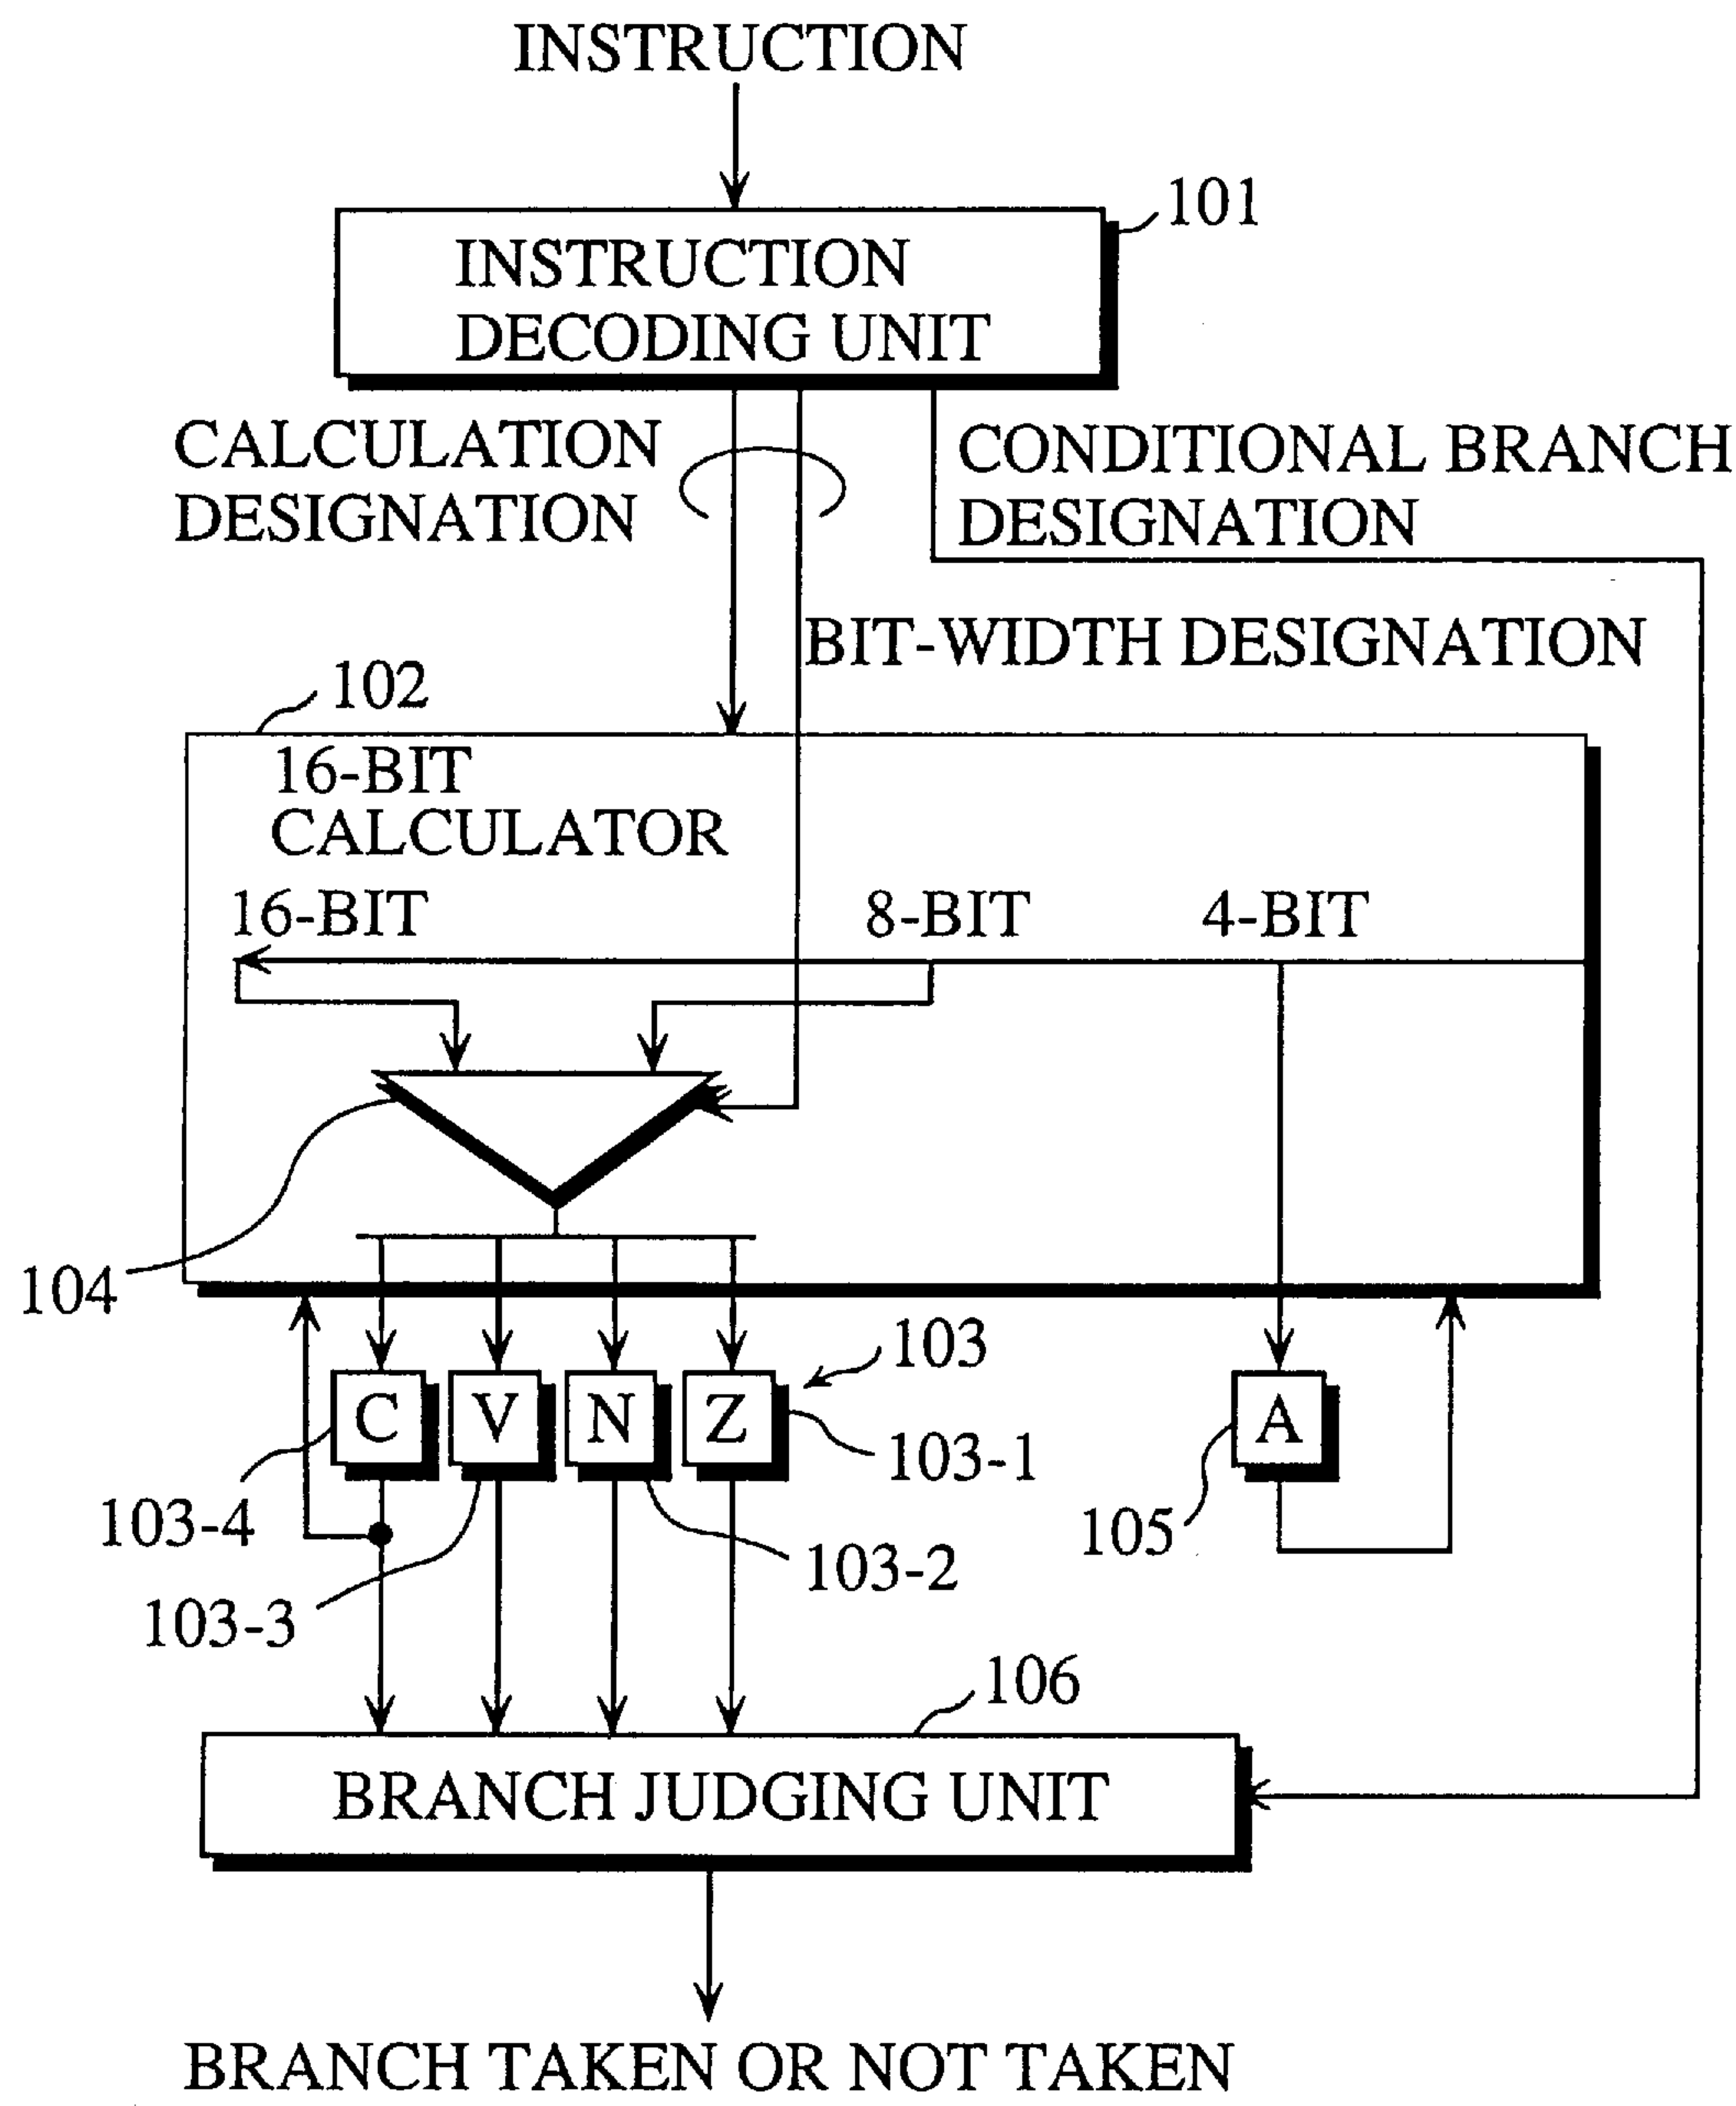 INSTRUCTION
101
INSTRUCTION
DECODING UNIT
CALCULATION
DESIGNATION
CONDITIONAL BRANCH
DESIGNATION
BIT-WIDTH DESIGNATION
102
16-BIT
CALCULATOR
16-BIT
8-BIT
4-BIT
104
103
C
V
N
Z
A
103-1
103-4
105
103-2
103-3
106
BRANCH JUDGING UNIT
BRANCH TAKEN OR NOT TAKEN